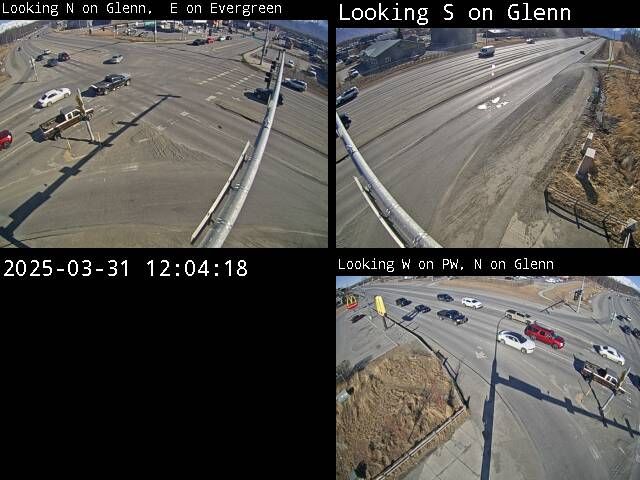 Looking N on Glenn,  E on Evergreen
Looking S on Glenn
2025-03-31 12:04:18
Looking W on PW, N on Glenn